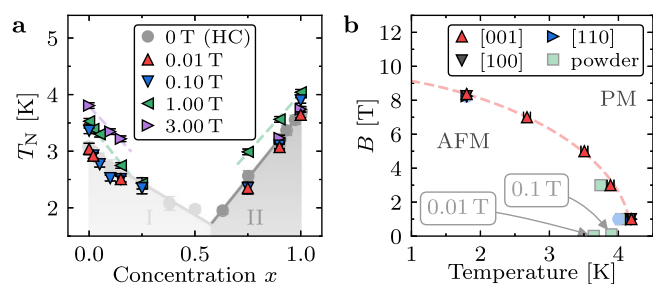 a
5
4
3
2
T_N [K]
0.0
0.5
1.0
Concentration x
0 T (HC)
0.01 T
0.10 T
1.00 T
3.00 T
I
II
b
12
10
8
6
4
2
0
B [T]
1
2
3
4
Temperature [K]
[001]
[110]
[100]
powder
PM
AFM
0.1 T
0.01 T